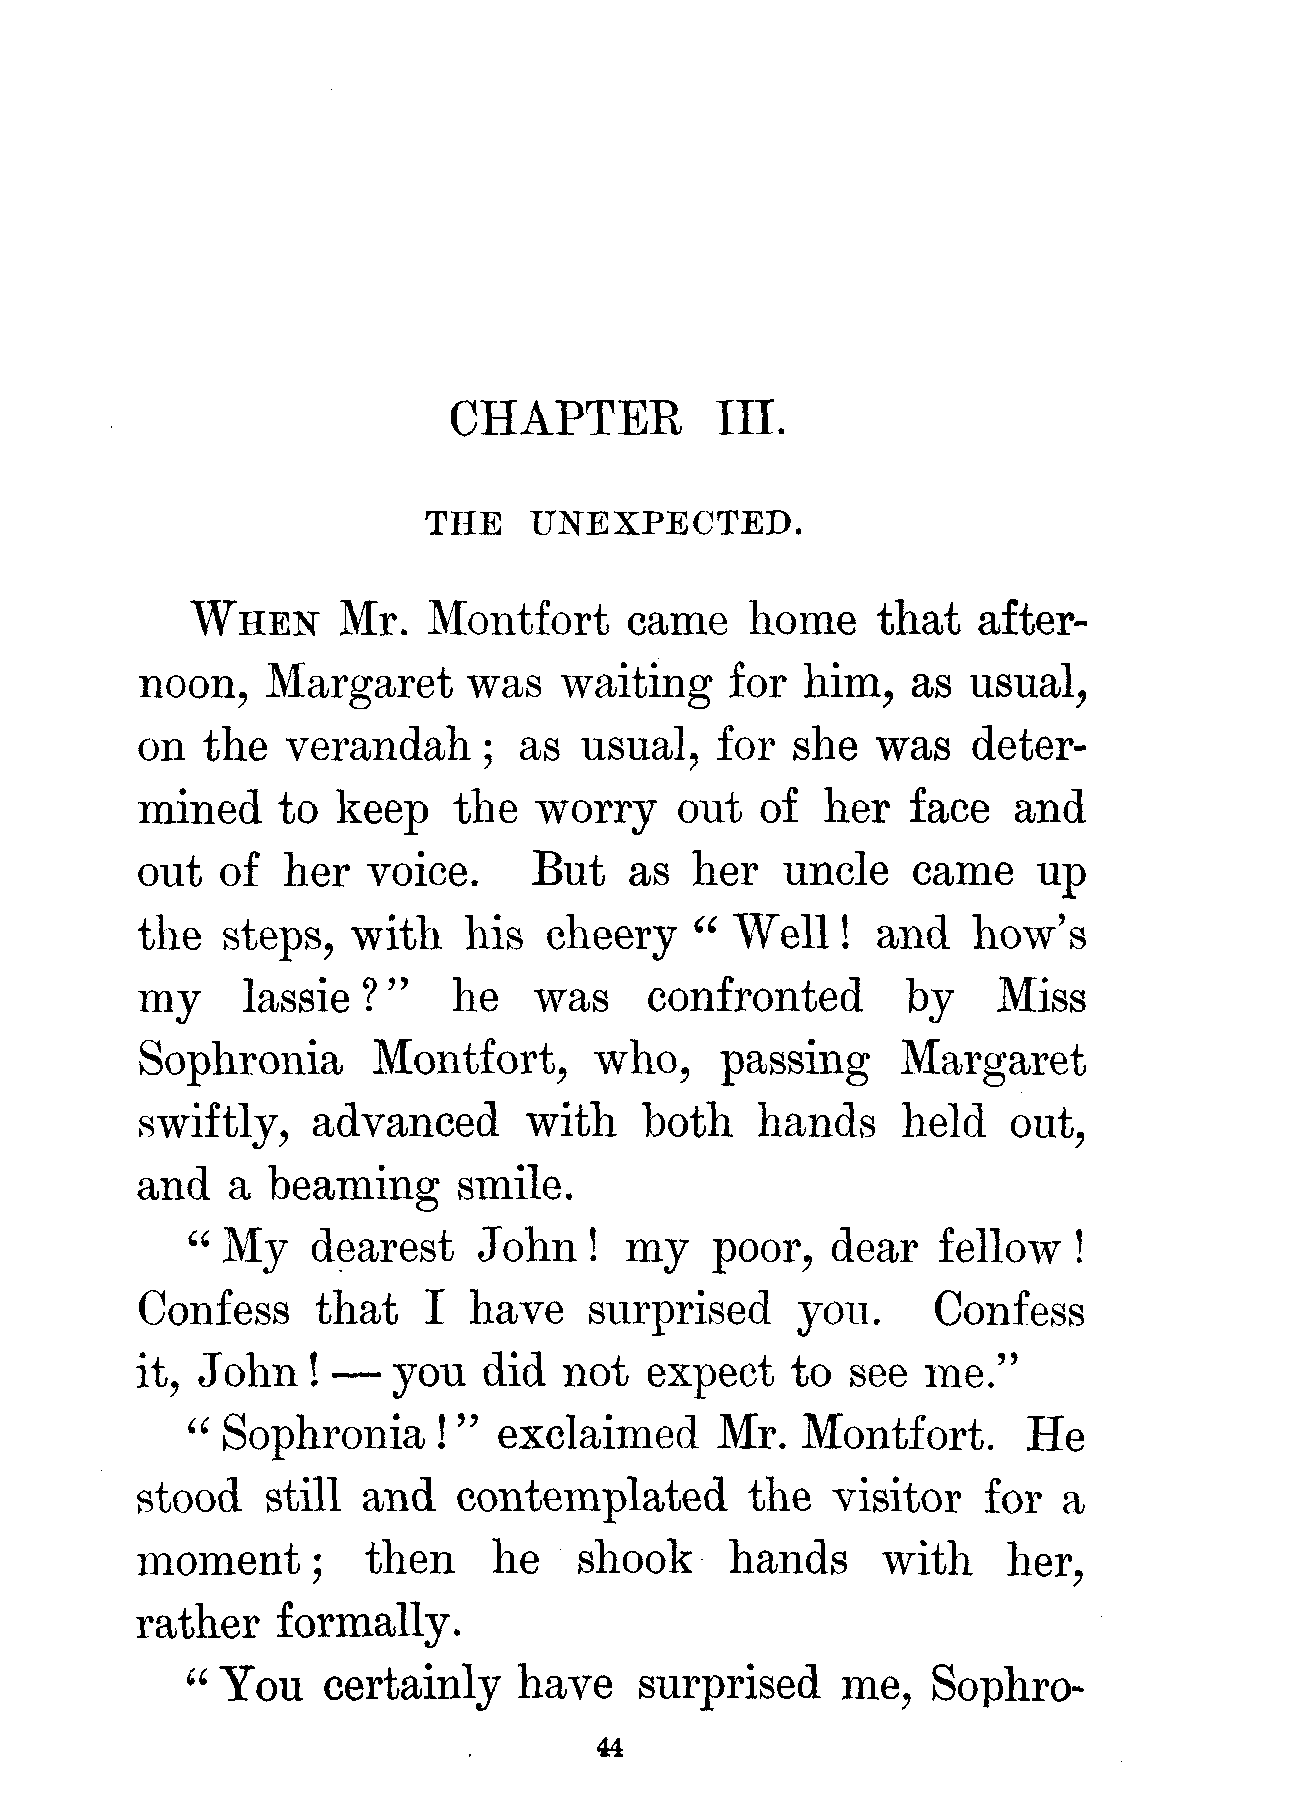 CHAPTER III.
THE UNEXPECTED.
WHEN Mr. Montfort came home that after-
noon, Margaret was waiting for him, as usual,
on the verandah; as usual, for she was deter-
mined to keep the worry out of her face and
out of her voice. But as her uncle came up
the steps, with his cheery “Well! and how’s
my lassie?” he was confronted by Miss
Sophronia Montfort, who, passing Margaret
swiftly, advanced with both hands held out,
and a beaming smile.
“My dearest John! my poor, dear fellow!
Confess that I have surprised you. Confess
it, John! — you did not expect to see me.”
“Sophronia!” exclaimed Mr. Montfort. He
stood still and contemplated the visitor for a
moment; then he shook hands with her,
rather formally.
“You certainly have surprised me, Sophro-
44